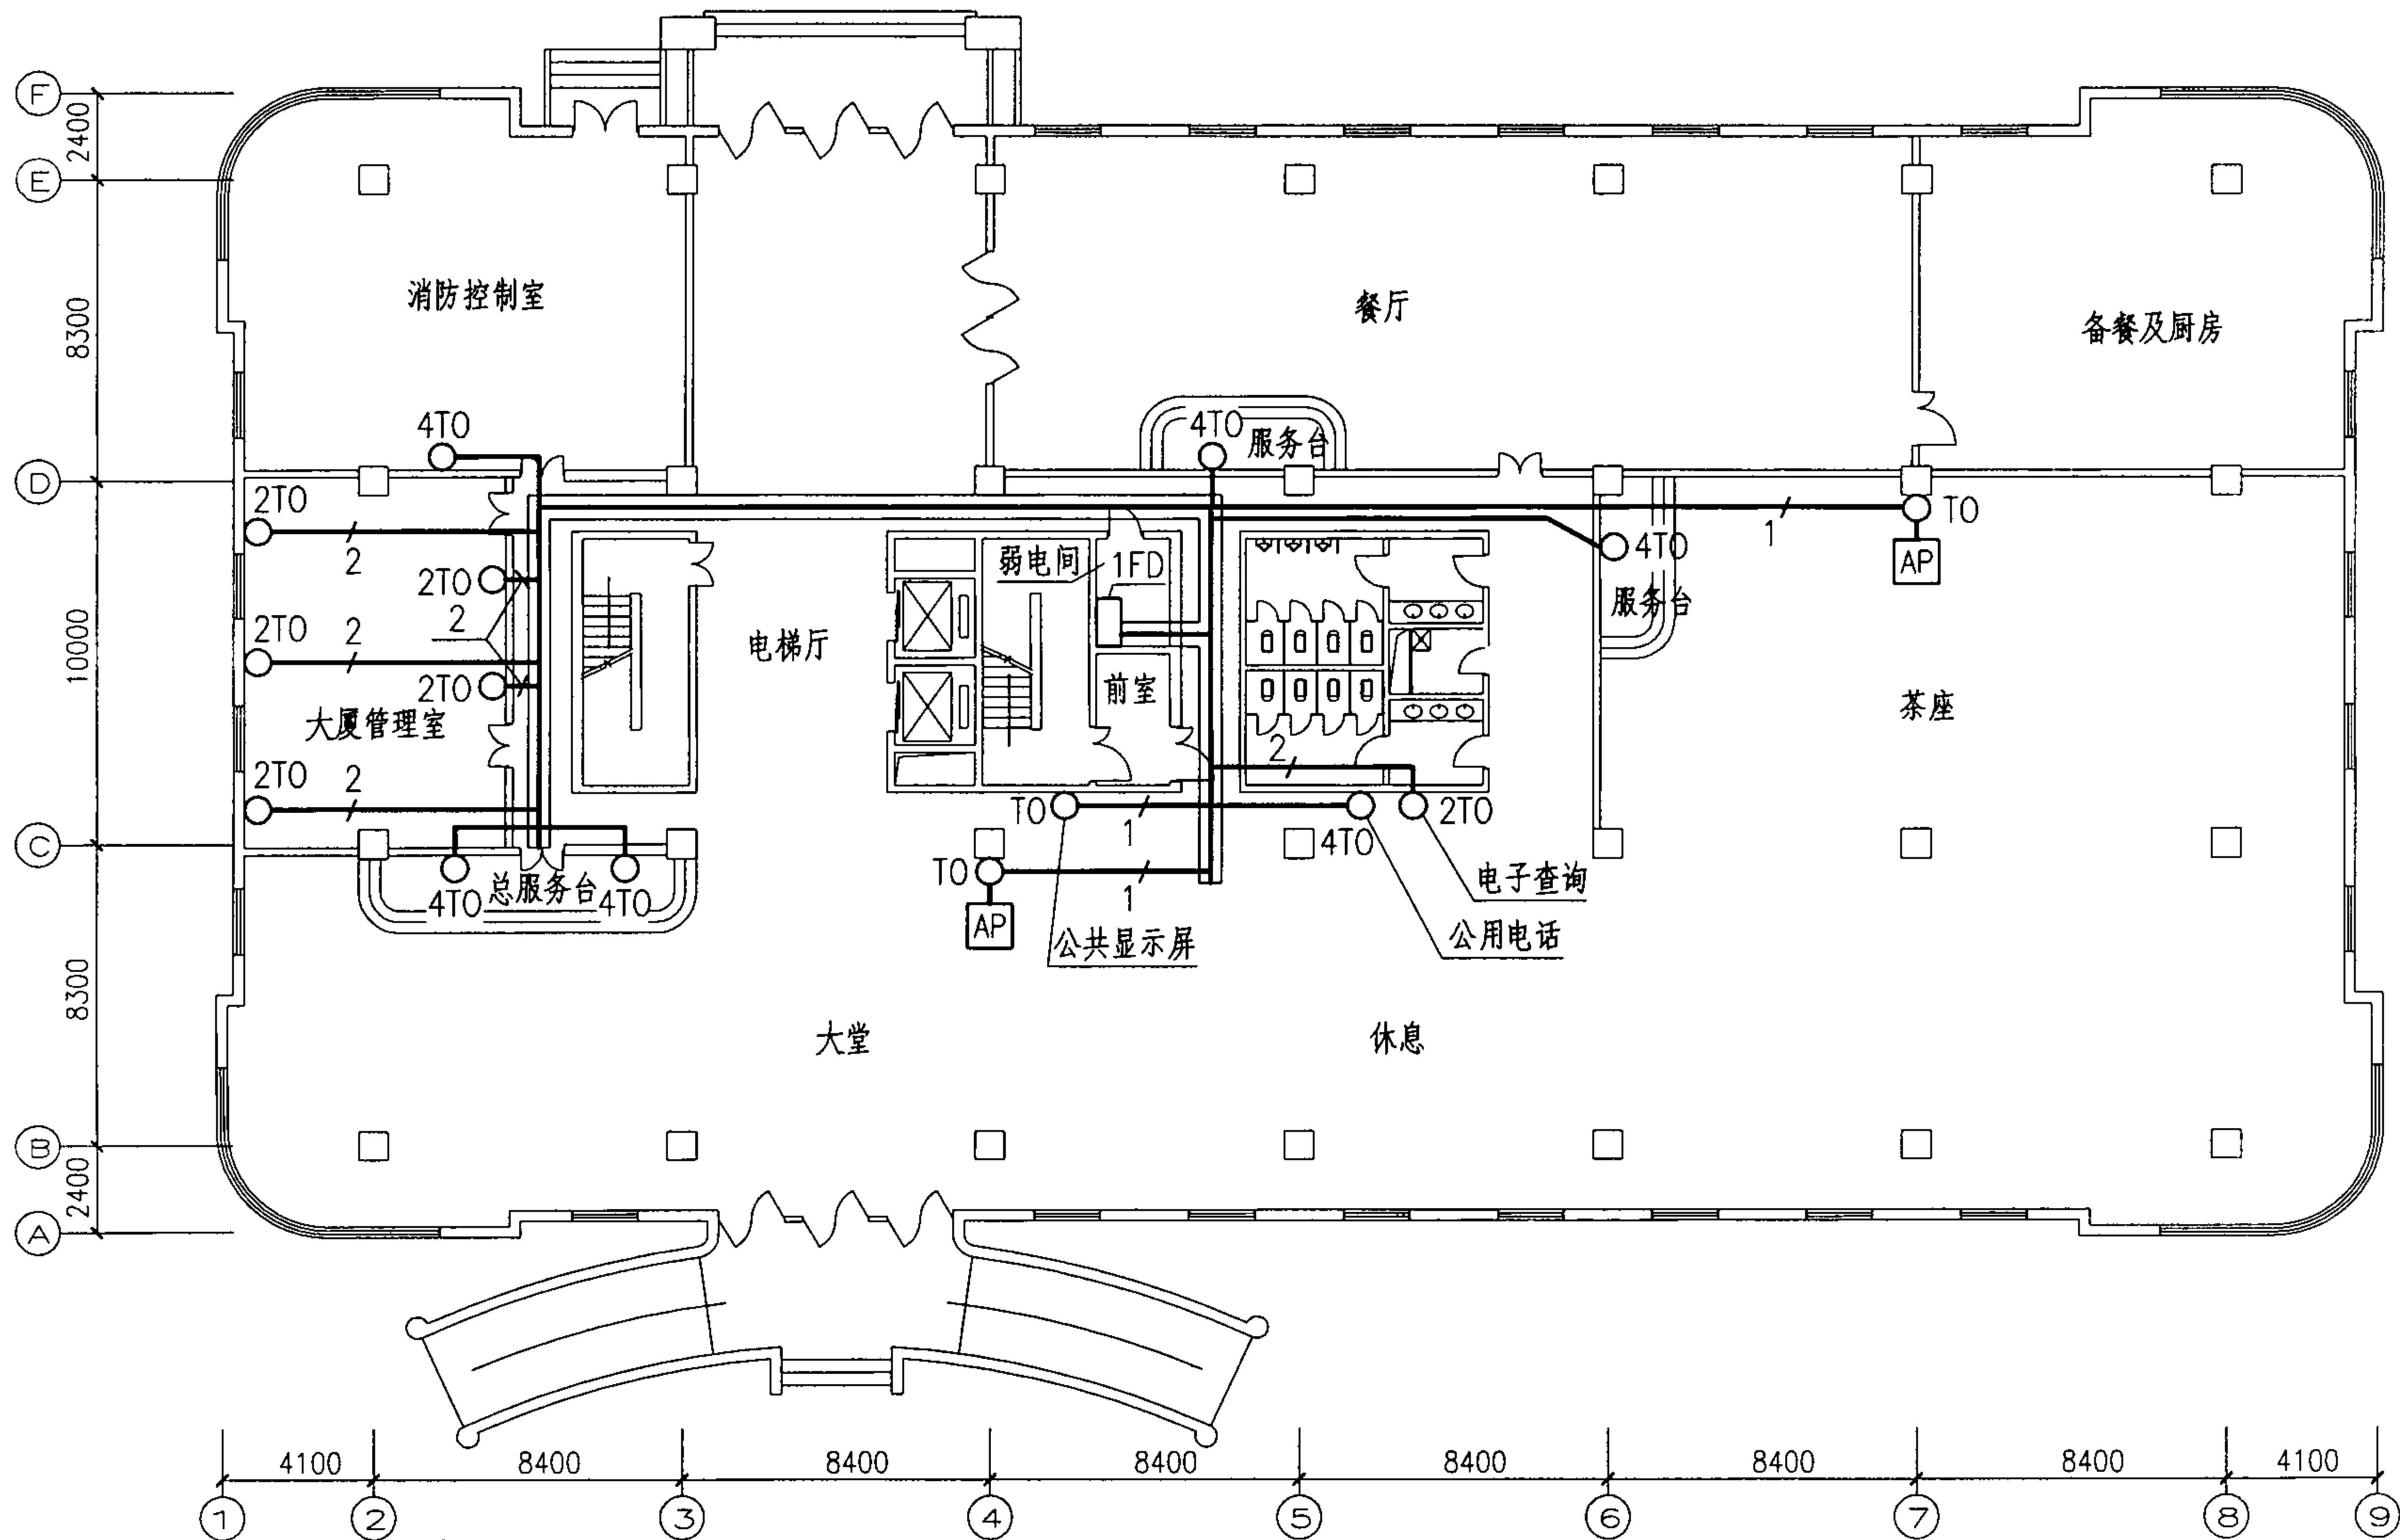 F
2400
E
消防控制室
餐厅
备餐及厨房
8300
4TO
4TO
服务台
D
2TO
2
1
TO
弱电间
1FD
4TO
AP
2TO
2
服务台
10000
2TO
2
电梯厅
2TO
前室
茶座
大厦管理室
2TO
2
2
TO
1
4TO
2TO
C
4TO
总服务台
4TO
TO
1
电子查询
AP
公共显示屏
公用电话
8300
大堂
休息
B
2400
A
4100
8400
8400
8400
8400
8400
8400
4100
1
2
3
4
5
6
7
8
9